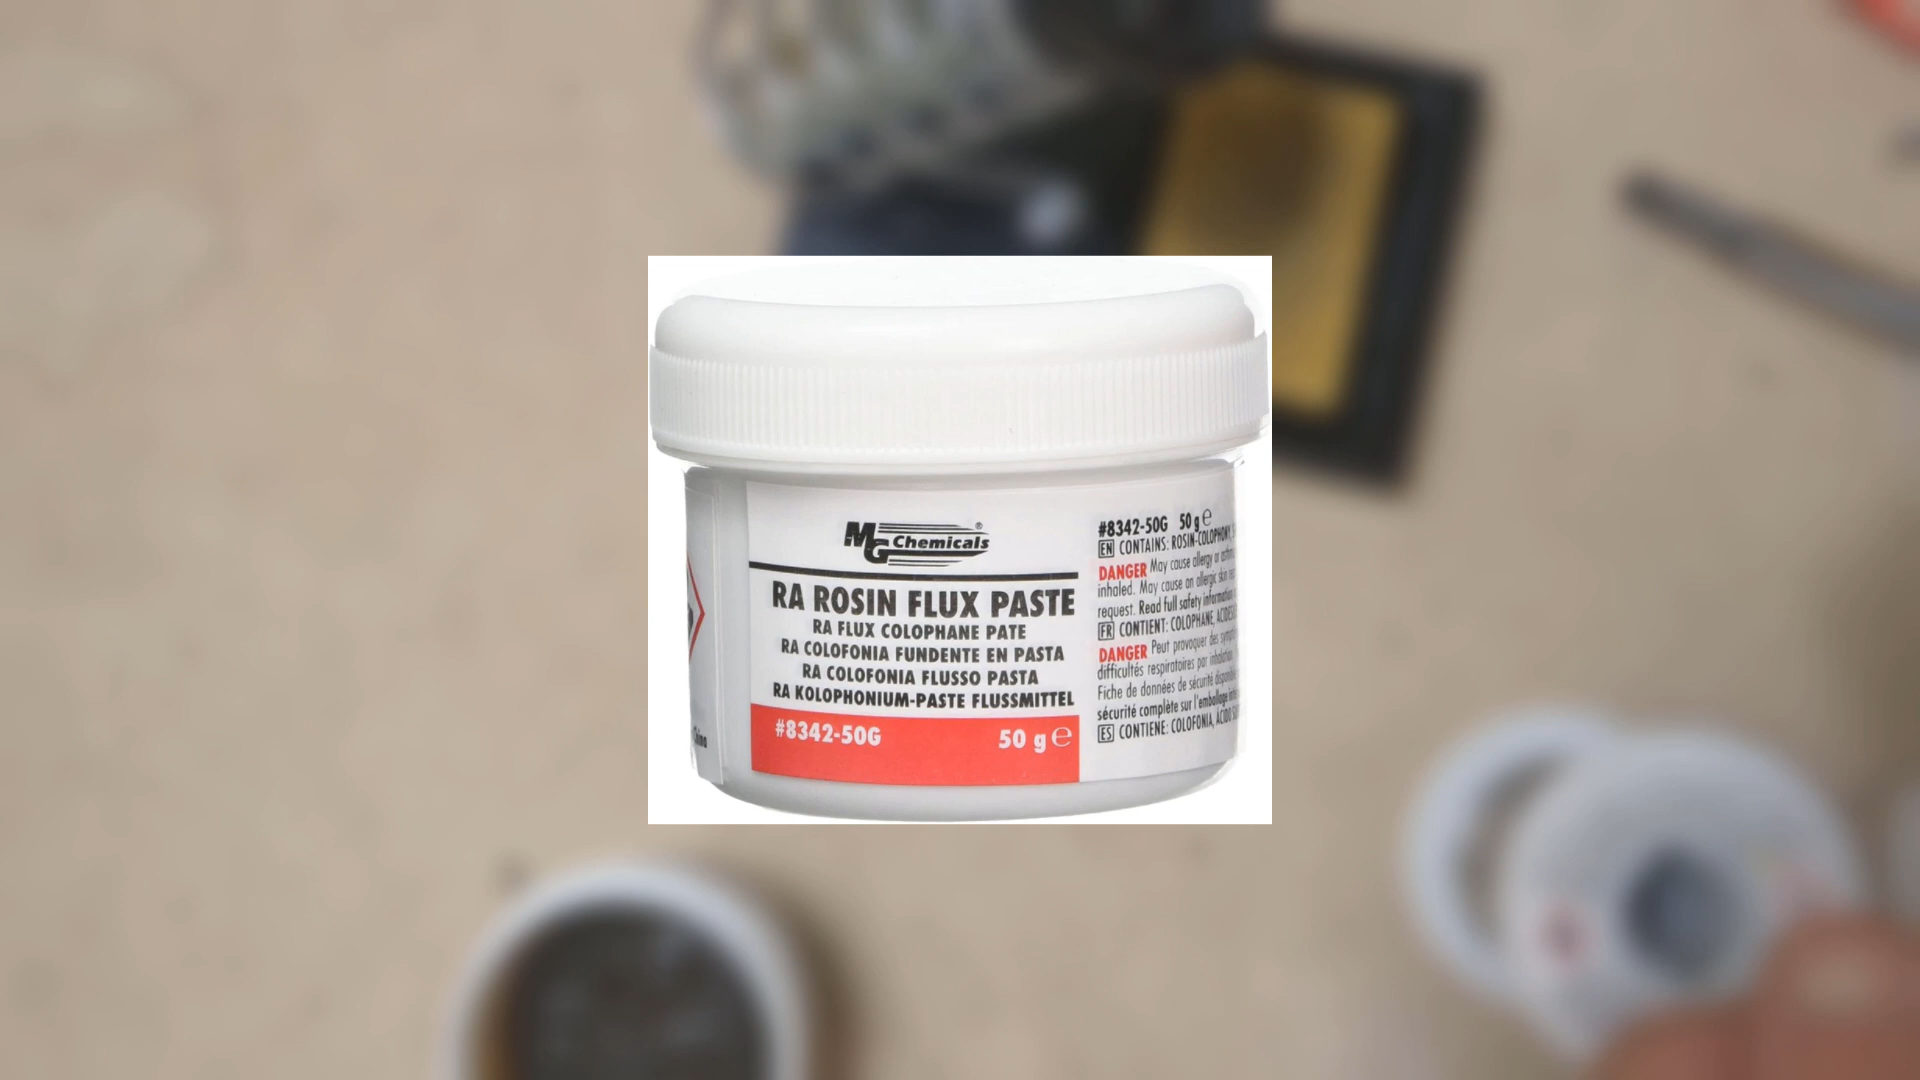 MG Chemicals®
RA ROSIN FLUX PASTE
RA FLUX COLOPHANE PATE
RA COLOFONIA FUNDENTE EN PASTA
RA COLOFONIA FLUSSO PASTA
RA KOLOPHONIUM-PASTE FLUSSMITTEL
#8342-50G 50 g ℮
#8342-50G 50 g ℮
EN CONTAINS: ROSIN-COLOPHONY,
DANGER May cause allergy or
inhaled. May cause an allergic skin
request. Read full safety information
FR CONTIENT: COLOPHANE,
DANGER Peut provoquer des
difficultés respiratoires par inhalation
Fiche de données de sécurité
sécurité complète sur l'emballage
ES CONTIENE: COLOFONIA, ÁCIDO